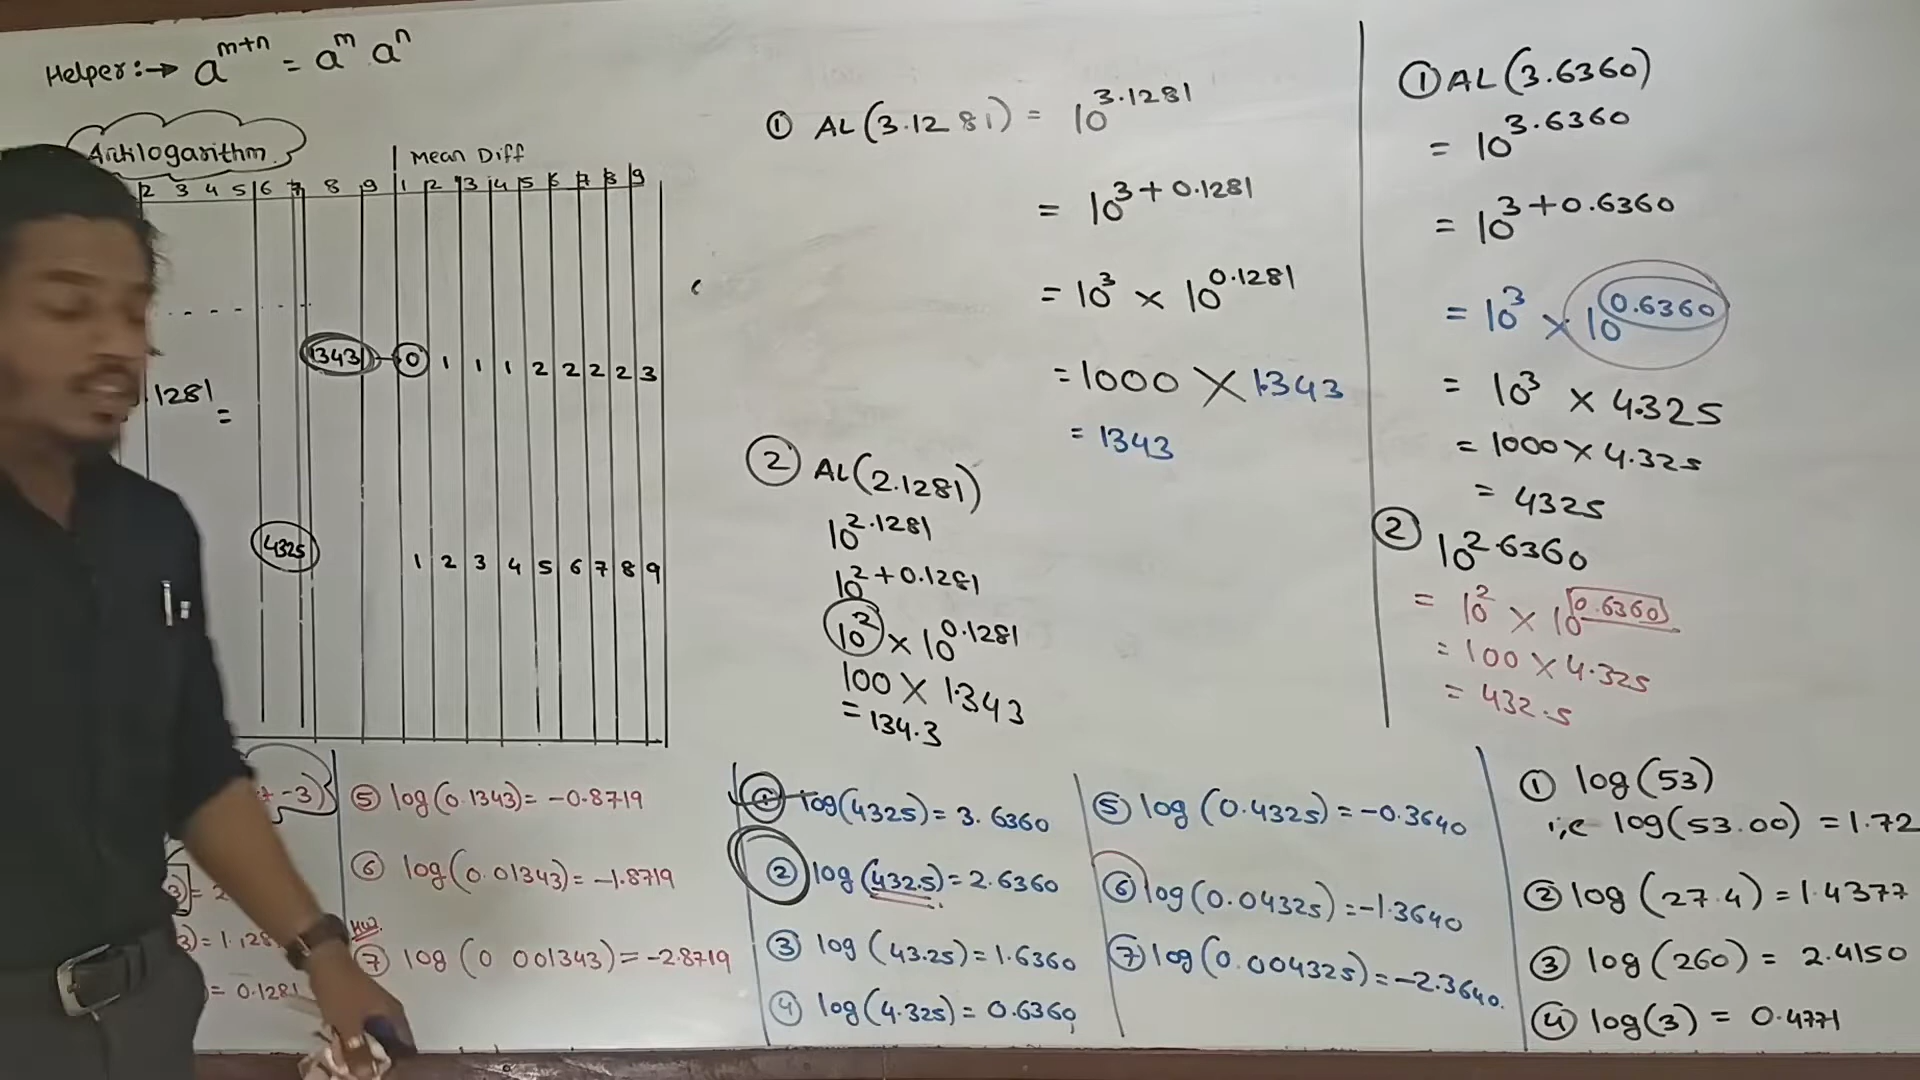 Helper:→ a^{m+n} = a^m . a^n
Antilogarithm
Mean Diff
2 3 4 5 6 7 8 9 1 2 3 4 5 6 7 8 9
1343 0 1 1 1 2 2 2 2 3
1281 =
4325 1 2 3 4 5 6 7 8 9
① AL(3.1281) = 10^{3.1281}
= 10^{3+0.1281}
= 10^3 × 10^{0.1281}
= 1000 × 1.343
= 1343
② AL(2.1281)
10^{2.1281}
10^{2+0.1281}
10^2 × 10^{0.1281}
100 × 1.343
= 134.3
① AL(3.6360)
= 10^{3.6360}
= 10^{3+0.6360}
= 10^3 × 10^{0.6360}
= 10^3 × 4.325
= 1000 × 4.325
= 4325
② 10^{2.6360}
= 10^2 × 10^{0.6360}
= 100 × 4.325
= 432.5
-3)
3) = 2
3) = 1.128
) = 0.1281
⑤ log(0.1343) = -0.8719
⑥ log(0.01343) = -1.8719
H.W.
⑦ log(0 001343) = -2.8719
① log(4325) = 3.6360
② log(432.5) = 2.6360
③ log(43.25) = 1.6360
④ log(4.325) = 0.6360
⑤ log(0.4325) = -0.3640
⑥ log(0.04325) = -1.3640
⑦ log(0.004325) = -2.3640.
① log(53)
i,e log(53.00) = 1.72
② log(27.4) = 1.4377
③ log(260) = 2.4150
④ log(3) = 0.4771